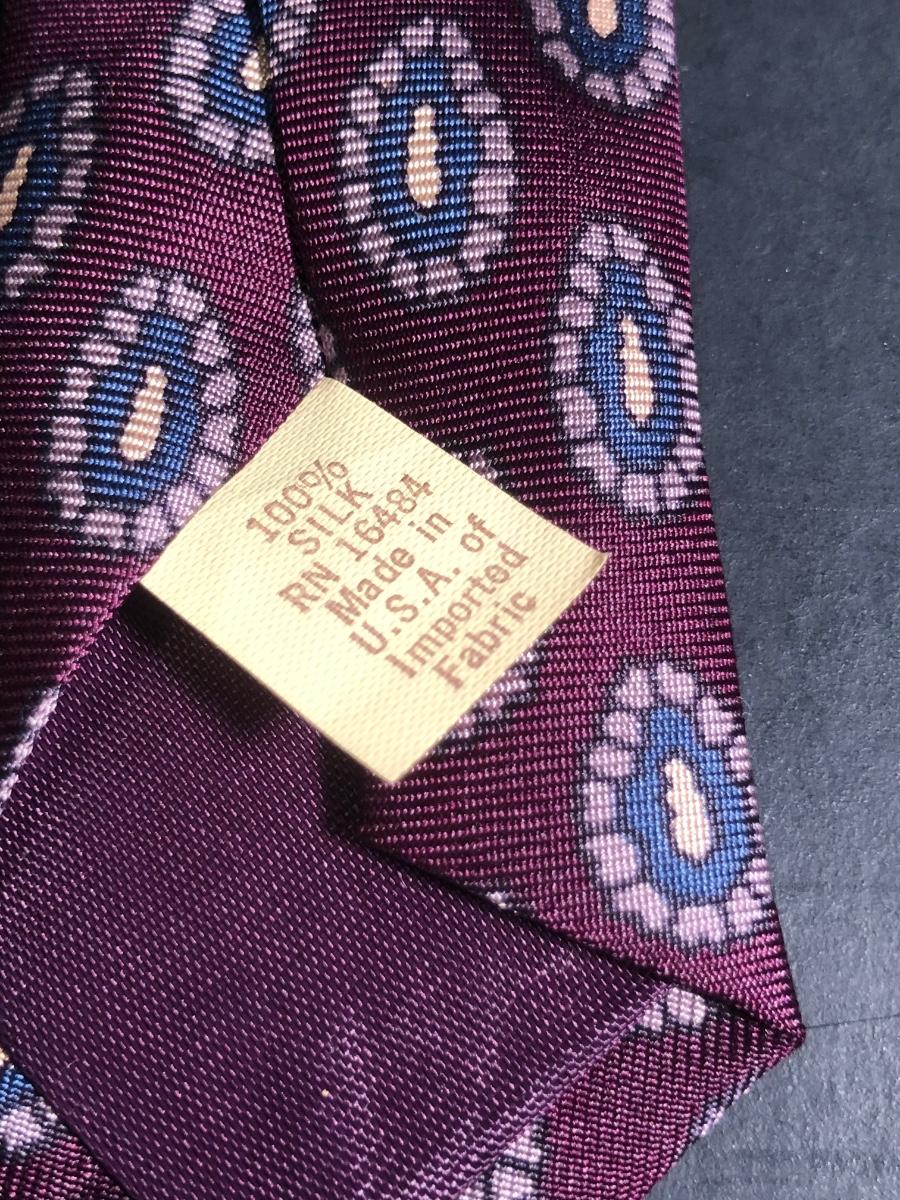 100%
SILK
RN 16484
Made in
U.S.A. of
Imported
Fabric